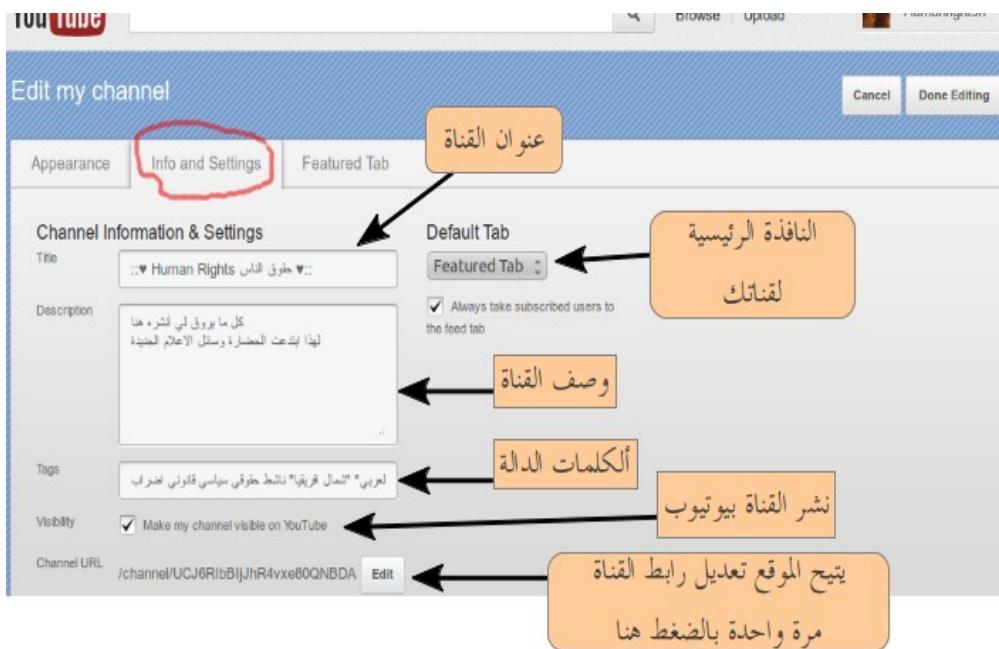 You Tube
Browse Upload
Edit my channel
Cancel Done Editing
عنوان القناة
Appearance Info and Settings Featured Tab
Channel Information & Settings
Default Tab
النافذة الرئيسية
لقناتك
Title
::♥ حقوق الناس Human Rights ♥::
Featured Tab
Description
كل ما يروق لي أنشره هنا
لهذا ابتدعت الحضارة وسائل الاعلام الجديدة
Always take subscribed users to
the feed tab
وصف القناة
ألكلمات الدالة
Tags
لعربي" "شمال افريقيا" ناشط حقوقي سياسي قانوني اضراب
نشر القناة بيوتيوب
Visibility
Make my channel visible on YouTube
Channel URL
/channel/UCJ6RIbBIjJhR4vxe80QNBDA Edit
يتيح الموقع تعديل رابط القناة
مرة واحدة بالضغط هنا